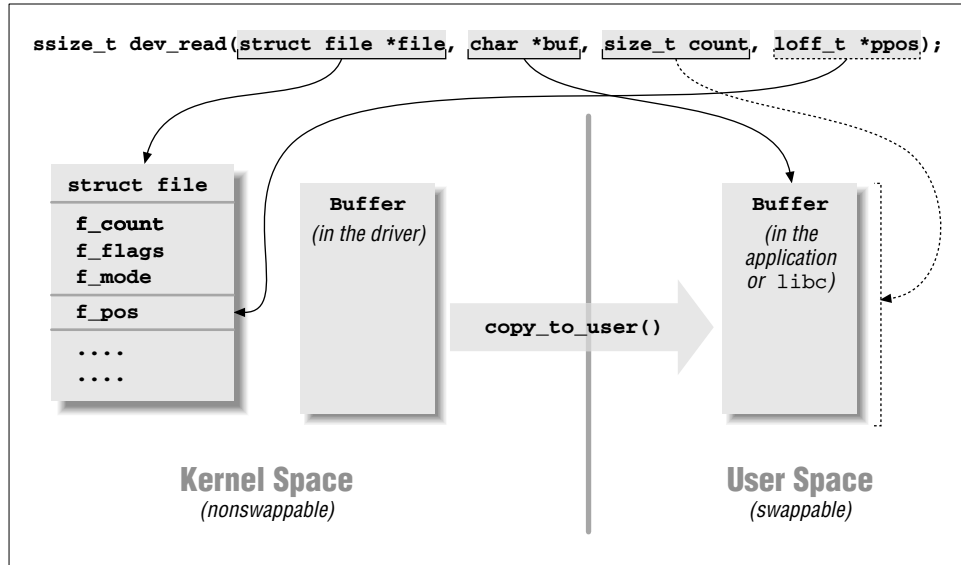 ssize_t dev_read(struct file *file, char *buf, size_t count, loff_t *ppos);
struct file
f_count
f_flags
f_mode
f_pos
....
....
Buffer
(in the driver)
copy_to_user()
Buffer
(in the
application
or libc)
Kernel Space
(nonswappable)
User Space
(swappable)